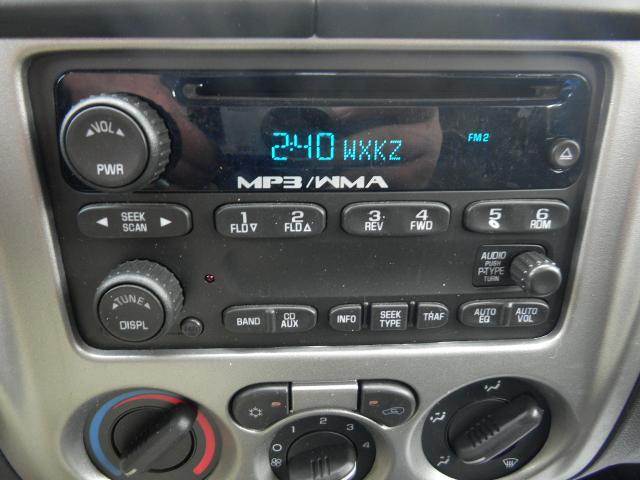 VOL
PWR
2:40 WXKZ
FM2
MP3/WMA
SEEK
SCAN
1 2
FLD FLD
3 4
REV FWD
5 6
RDM
AUDIO
PUSH
P-TYPE
TURN
TUNE
DISPL
BAND
CD
AUX
INFO
SEEK
TYPE
TRAF
AUTO
EQ
AUTO
VOL
1 2 3 4